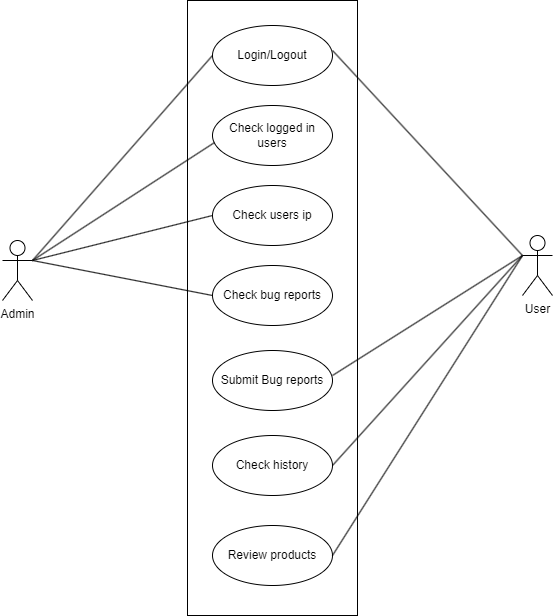 Login/Logout
Check logged in
users
Check users ip
Check bug reports
Submit Bug reports
Check history
Review products
Admin
User